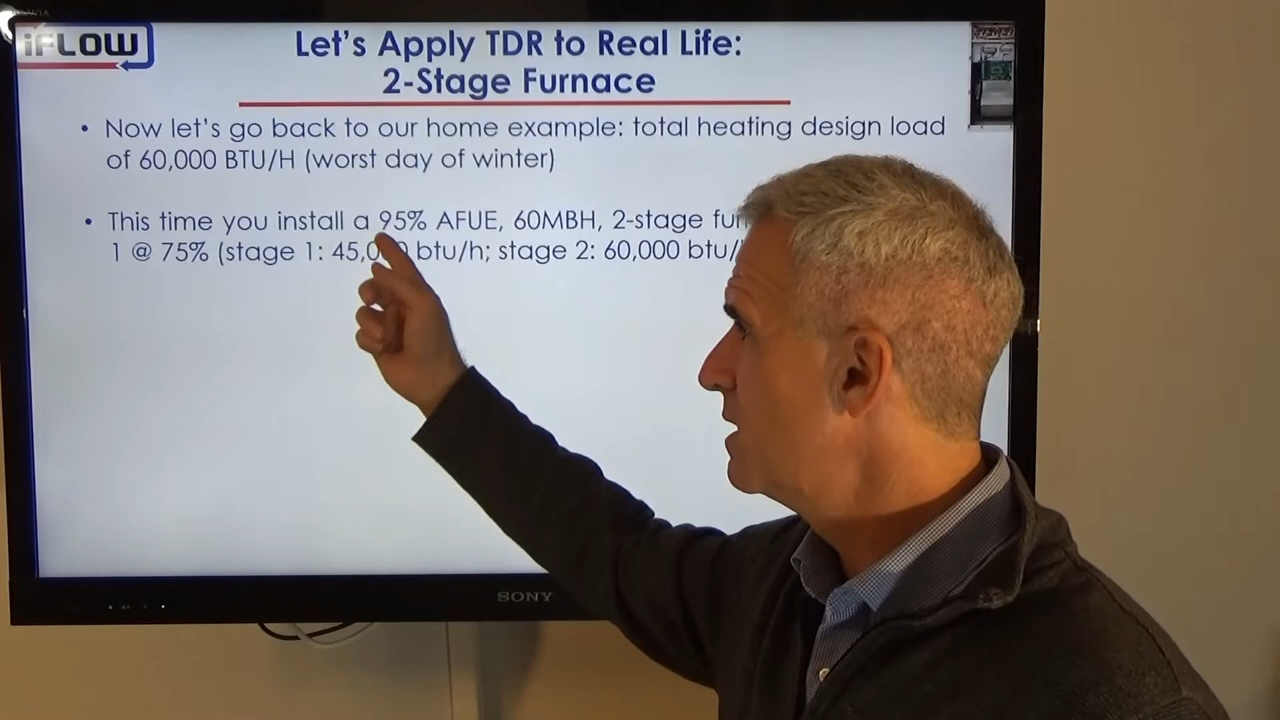 iFLOW
Let's Apply TDR to Real Life:
2-Stage Furnace
• Now let's go back to our home example: total heating design load
of 60,000 BTU/H (worst day of winter)
• This time you install a 95% AFUE, 60MBH, 2-stage
1 @ 75% (stage 1: btu/h; stage 2: 60,000
SONY